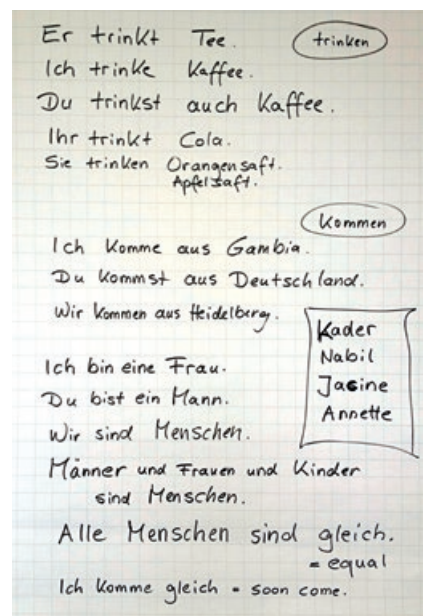 Er trinkt Tee.
trinken
Ich trinke Kaffee.
Du trinkst auch Kaffee.
Ihr trinkt Cola.
Sie trinken Orangensaft.
Apfelsaft.
Kommen
Ich komme aus Gambia.
Du kommst aus Deutschland.
Wir kommen aus Heidelberg.
Kader
Nabil
Jasine
Annette
Ich bin eine Frau.
Du bist ein Mann.
Wir sind Menschen.
Männer und Frauen und Kinder
sind Menschen.
Alle Menschen sind gleich.
= equal
Ich komme gleich = soon come.